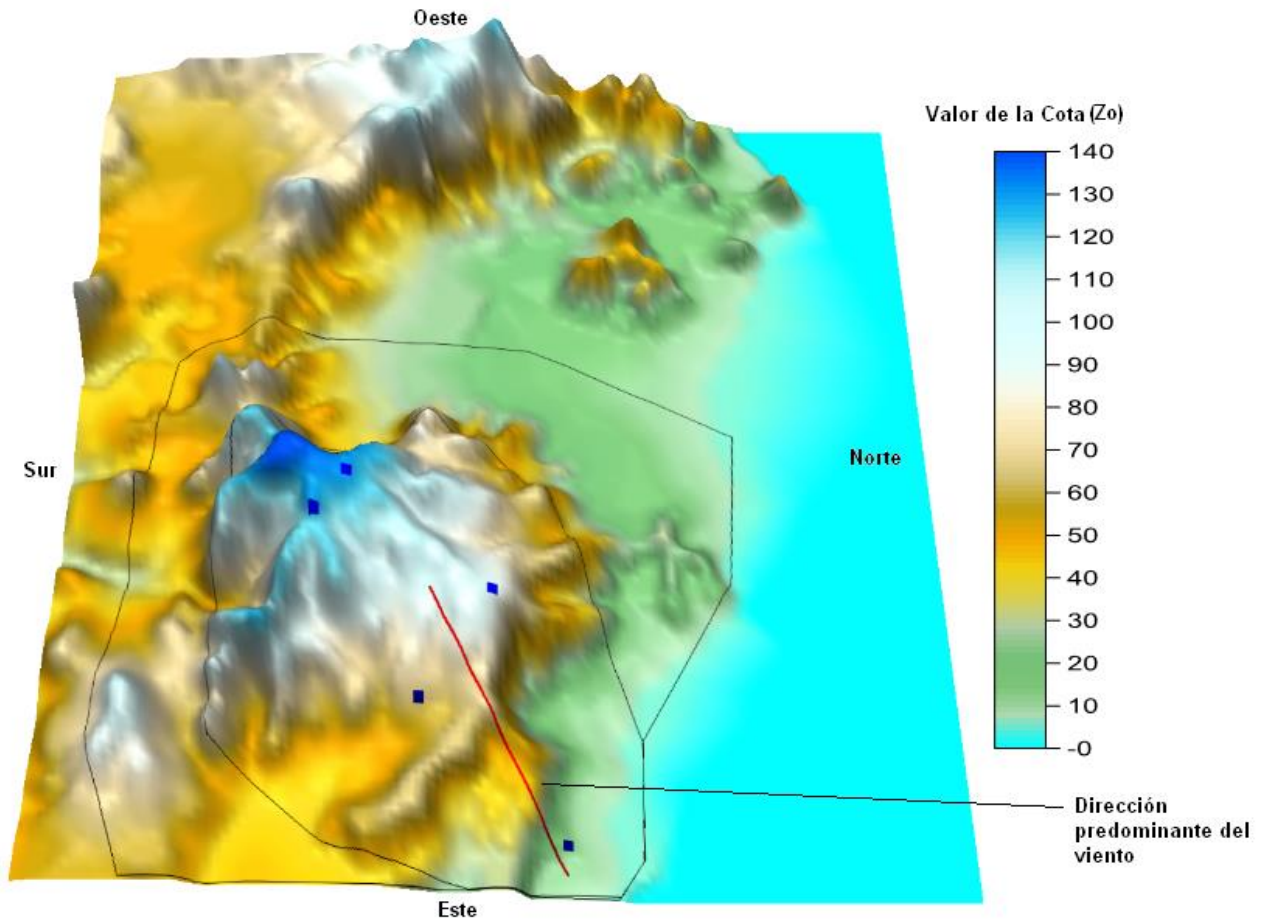 Oeste
Valor de la Cota (Zo)
140
130
120
110
100
90
80
70
60
50
40
30
20
10
-0
Sur
Norte
Dirección
predominante del
viento
Este